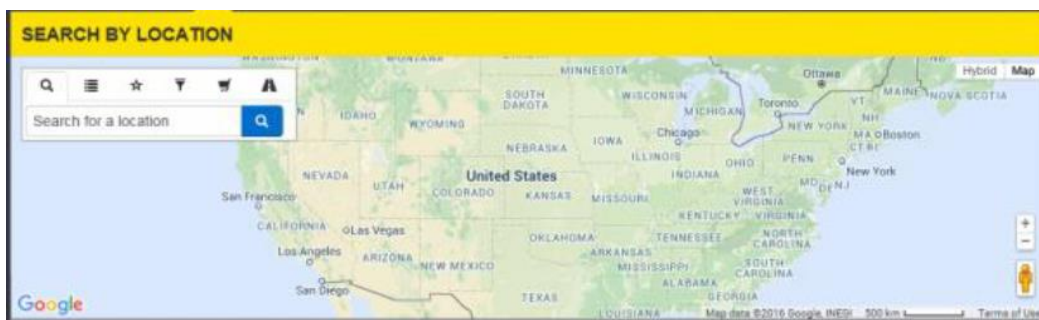 SEARCH BY LOCATION
WASHINGTON
MONTANA
MINNESOTA
Ottawa
Hybrid
Map
SOUTH DAKOTA
WISCONSIN
MICHIGAN
Toronto
VT
MAINE
NOVA SCOTIA
Search for a location
IDAHO
WYOMING
NH
NEW YORK
MA
Boston
CT RI
NEBRASKA
IOWA
Chicago
ILLINOIS
INDIANA
OHIO
PENN
New York
NEVADA
UTAH
COLORADO
United States
KANSAS
MISSOURI
WEST VIRGINIA
MD
DE
NJ
San Francisco
KENTUCKY
VIRGINIA
CALIFORNIA
Las Vegas
OKLAHOMA
TENNESSEE
NORTH CAROLINA
Los Angeles
ARIZONA
NEW MEXICO
ARKANSAS
MISSISSIPPI
SOUTH CAROLINA
San Diego
ALABAMA
TEXAS
GEORGIA
Google
LOUISIANA
Map data ©2016 Google, INEGI
500 km
Terms of Use